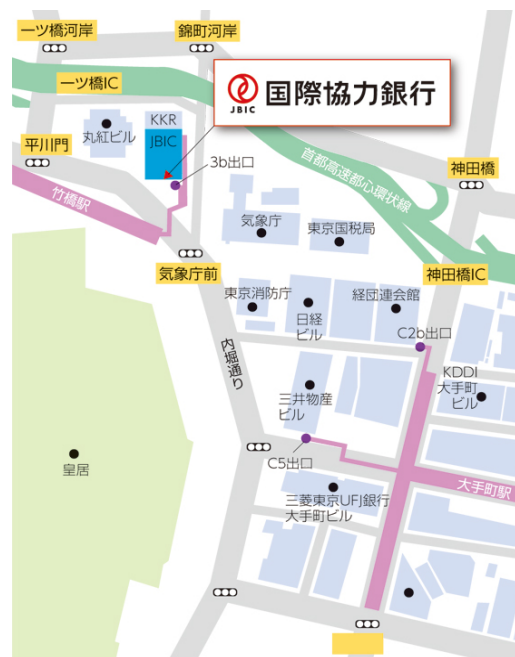 一ツ橋河岸
錦町河岸
一ツ橋IC
JBIC
国際協力銀行
KKR
JBIC
丸紅ビル
平川門
3b出口
首都高速都心環状線
神田橋
竹橋駅
気象庁
東京国税局
気象庁前
神田橋IC
東京消防庁
日経
ビル
経団連会館
C2b出口
内堀通り
KDDI
大手町
ビル
三井物産
ビル
C5出口
皇居
大手町駅
三菱東京UFJ銀行
大手町ビル